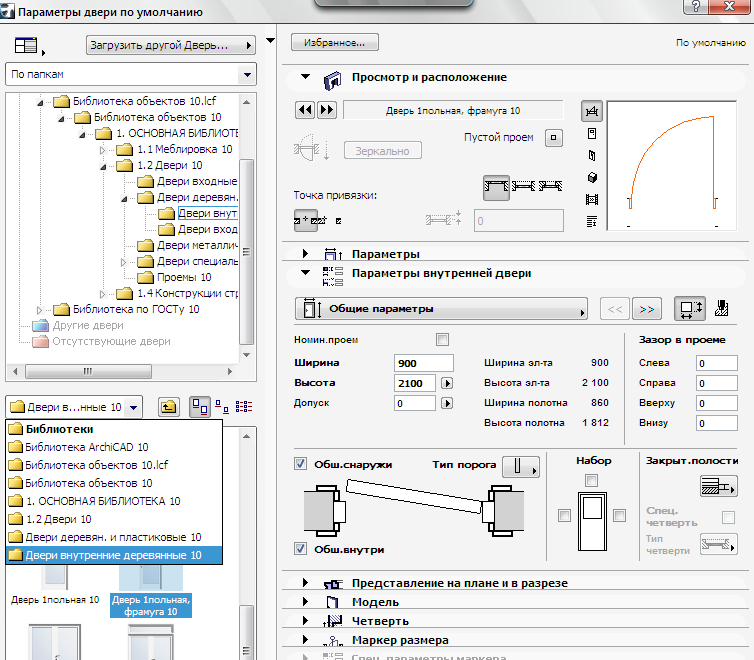 Параметры двери по умолчанию
Загрузить другой Дверь...
По папкам
Библиотека объектов 10.lcf
Библиотека объектов 10
1. ОСНОВНАЯ БИБЛИОТЕ
1.1 Меблировка 10
1.2 Двери 10
Двери входные
Двери деревян.
Двери внут
Двери вход
Двери металлич
Двери специаль
Проемы 10
1.4 Конструкции стр
Библиотека по ГОСТу 10
Другие двери
Отсутствующие двери
Двери в...нные 10
Библиотеки
Библиотека ArchiCAD 10
Библиотека объектов 10.lcf
Библиотека объектов 10
1. ОСНОВНАЯ БИБЛИОТЕКА 10
1.2 Двери 10
Двери деревян. и пластиковые 10
Двери внутренние деревянные 10
Дверь 1польная 10
Дверь 1польная,
фрамуга 10
Избранное...
По умолчанию
Просмотр и расположение
Дверь 1польная, фрамуга 10
Пустой проем
Зеркально
Точка привязки:
0
Параметры
Параметры внутренней двери
Общие параметры
<< >>
Номин.проем
Зазор в проеме
Ширина 900 Ширина эл-та 900 Слева 0
Высота 2100 Высота эл-та 2 100 Справа 0
Допуск 0 Ширина полотна 860 Вверху 0
Высота полотна 1 812 Внизу 0
Обш.снаружи Тип порога Набор Закрыт.полости
Спец.
четверть
Тип
четверти
Обш.внутри
Представление на плане и в разрезе
Модель
Четверть
Маркер размера
Спец. параметры маркера